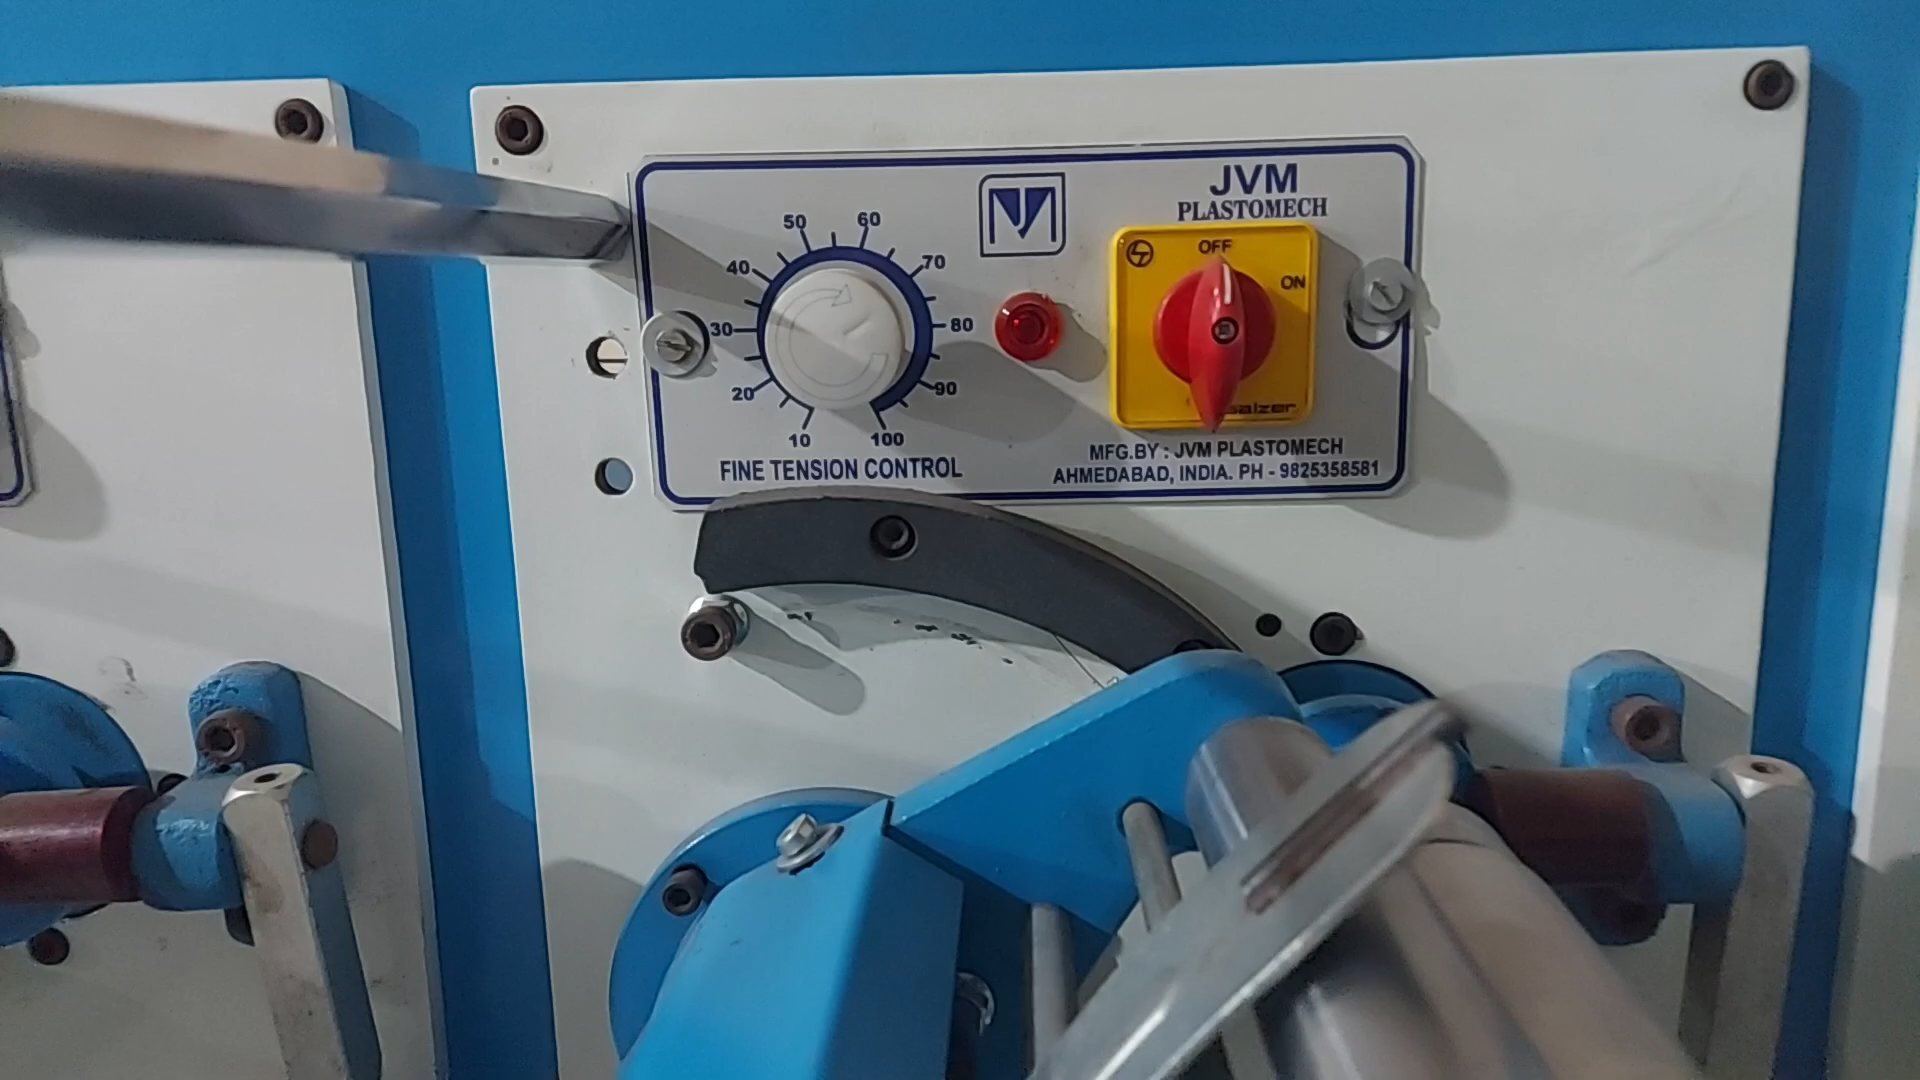 FINE TENSION CONTROL
10
20
30
40
50
60
70
80
90
100
JVM
PLASTOMECH
OFF
ON
salzer
MFG.BY : JVM PLASTOMECH
AHMEDABAD, INDIA. PH - 9825358581